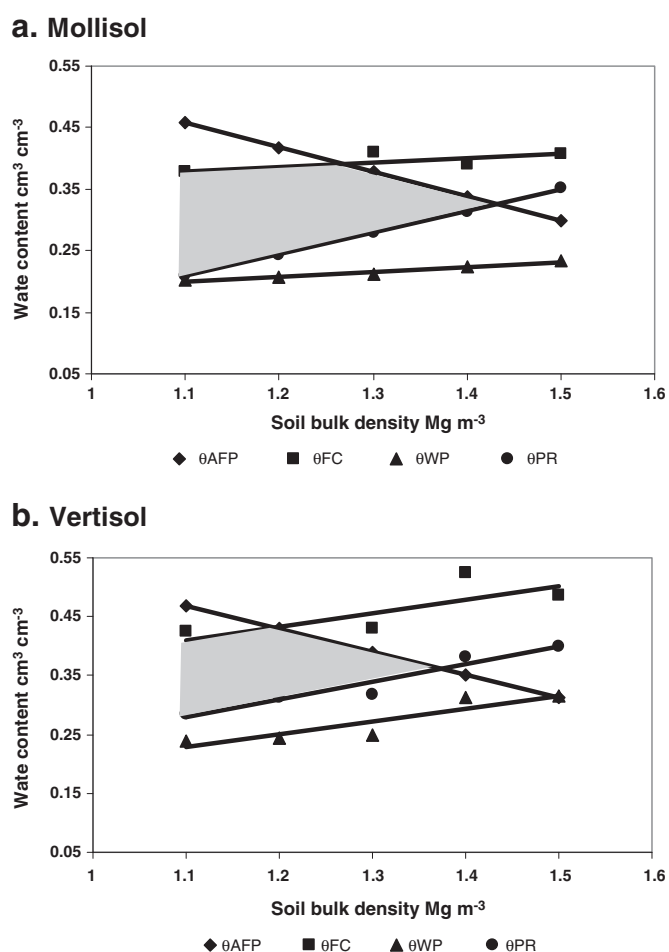 a. Mollisol
0.55
0.45
0.35
0.25
0.15
0.05
Wate content cm³ cm⁻³
1 1.1 1.2 1.3 1.4 1.5 1.6
Soil bulk density Mg m⁻³
θAFP θFC θWP θPR
b. Vertisol
0.55
0.45
0.35
0.25
0.15
0.05
Wate content cm³ cm⁻³
1 1.1 1.2 1.3 1.4 1.5 1.6
Soil bulk density Mg m⁻³
θAFP θFC θWP θPR